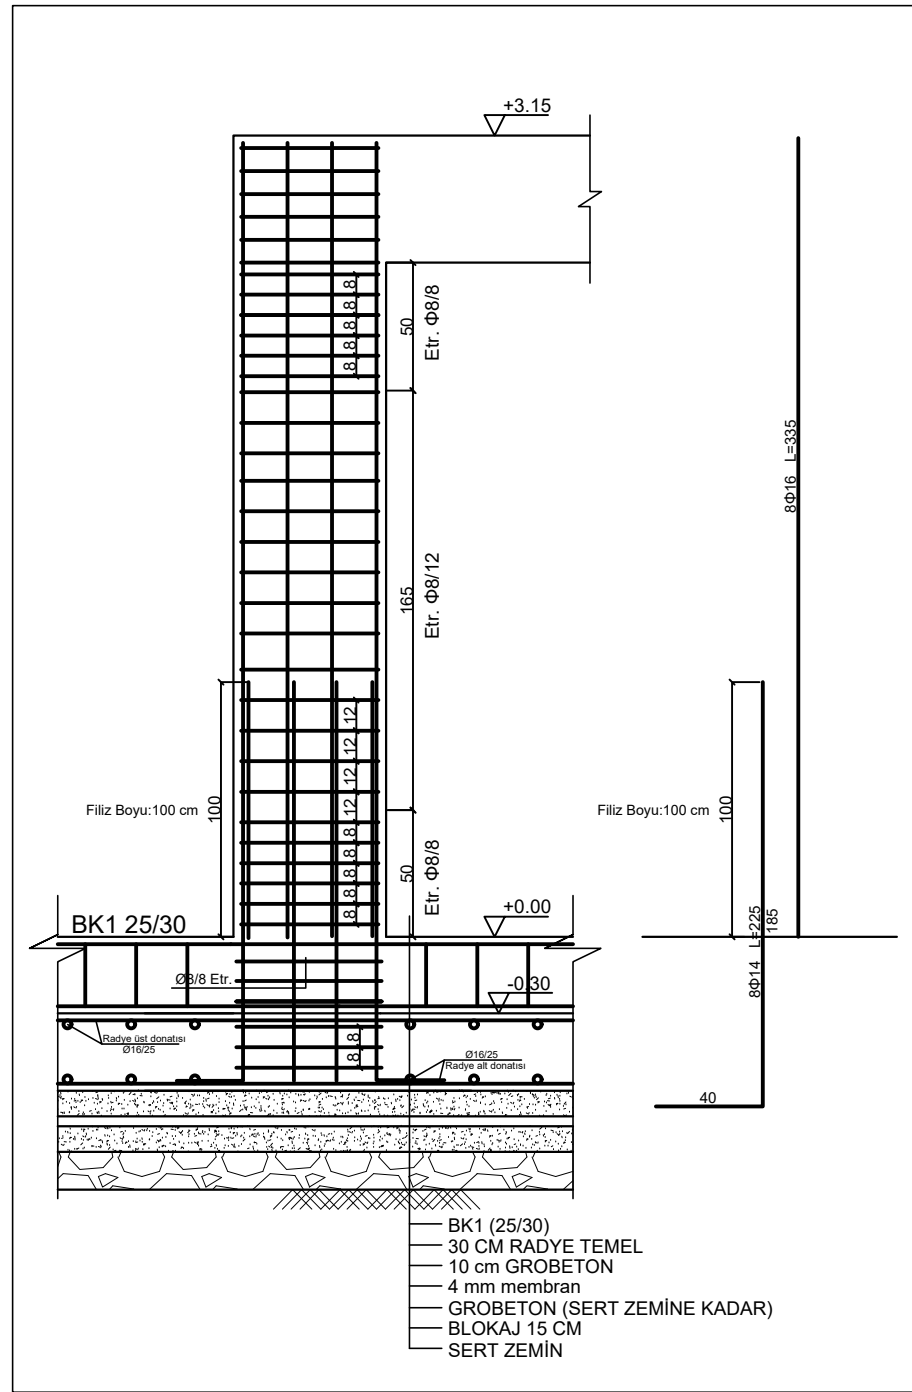 +3.15
8
8
8
8
8
50
Etr. Φ8/8
8Φ16 L=335
165
Etr. Φ8/12
12
12
12
12
8
8
8
8
8
Filiz Boyu:100 cm
100
50
Etr. Φ8/8
Filiz Boyu:100 cm
100
BK1 25/30
+0.00
8Φ14 L=225
185
Ø8/8 Etr.
-0.30
Radye üst donatısı
Ø16/25
8
8
Ø16/25
Radye alt donatısı
40
BK1 (25/30)
30 CM RADYE TEMEL
10 cm GROBETON
4 mm membran
GROBETON (SERT ZEMİNE KADAR)
BLOKAJ 15 CM
SERT ZEMİN